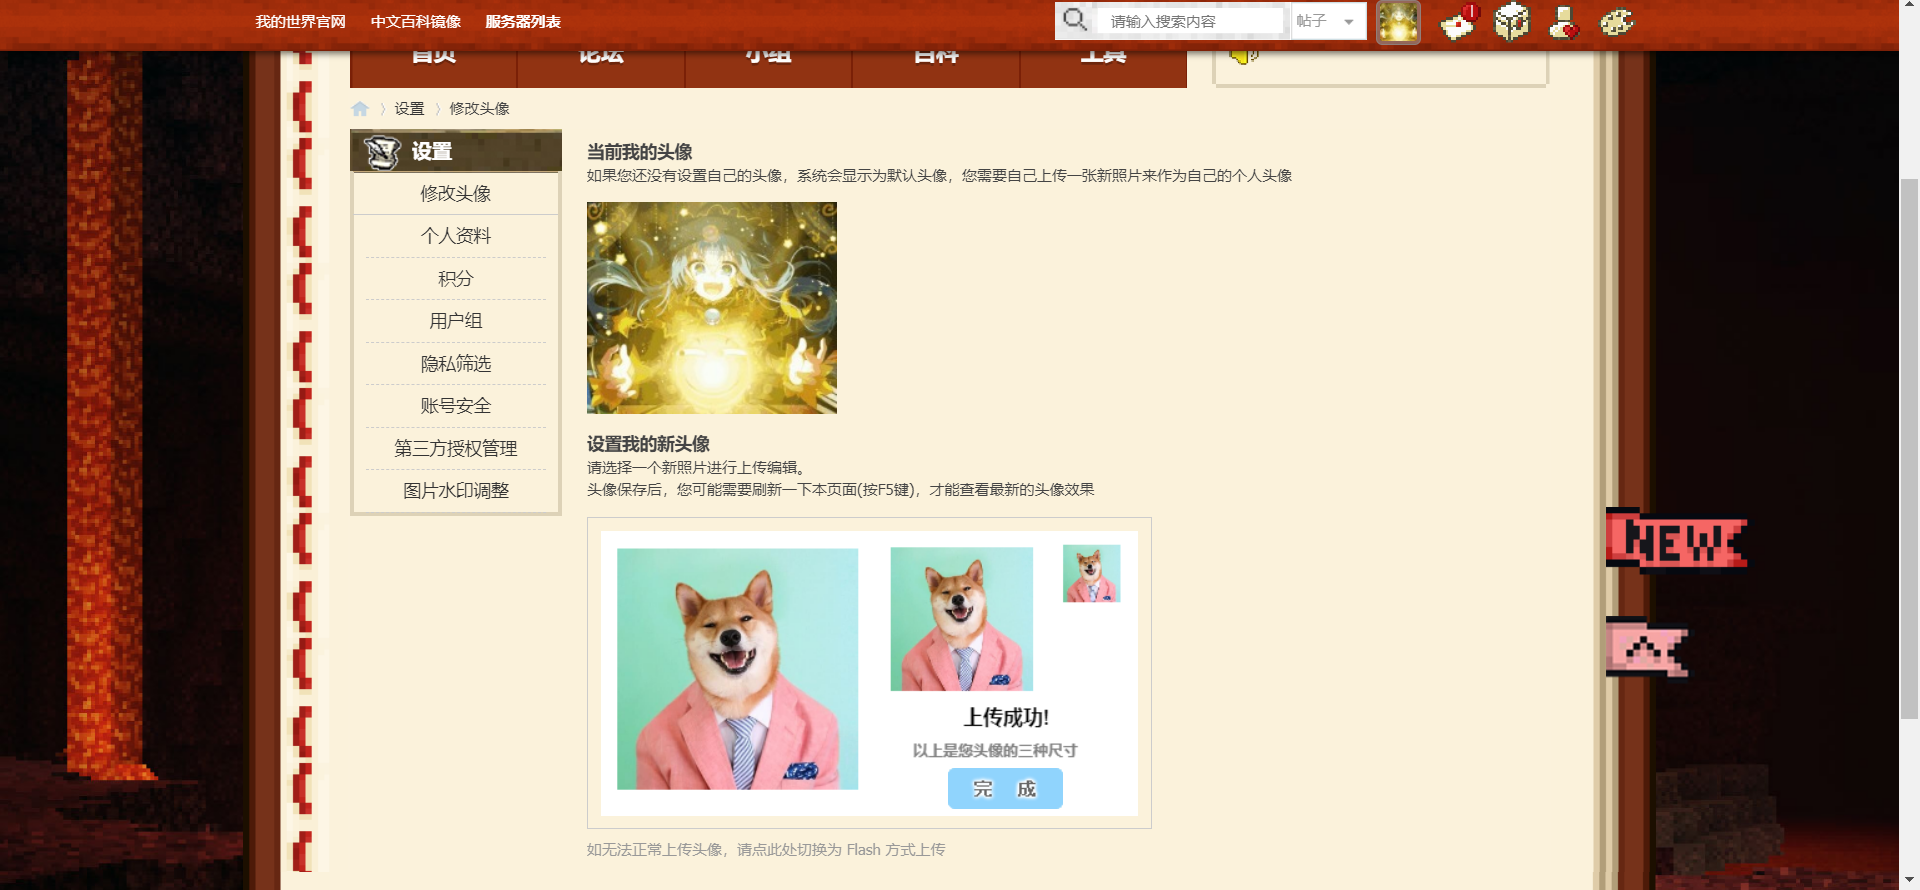 我的世界官网 中文百科镜像 服务器列表 请输入搜索内容 帖子
首页 论坛 小组 百科 工具
设置 修改头像
设置
修改头像
个人资料
积分
用户组
隐私筛选
账号安全
第三方授权管理
图片水印调整
当前我的头像
如果您还没有设置自己的头像，系统会显示为默认头像，您需要自己上传一张新照片来作为自己的个人头像
设置我的新头像
请选择一个新照片进行上传编辑。
头像保存后，您可能需要刷新一下本页面(按F5键)，才能查看最新的头像效果
上传成功!
以上是您头像的三种尺寸
完 成
如无法正常上传头像，请点此处切换为 Flash 方式上传
NEW